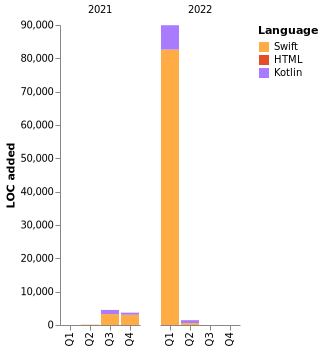 2021 2022
Language
Swift
HTML
Kotlin
LOC added
90,000
80,000
70,000
60,000
50,000
40,000
30,000
20,000
10,000
0
Q1 Q2 Q3 Q4 Q1 Q2 Q3 Q4